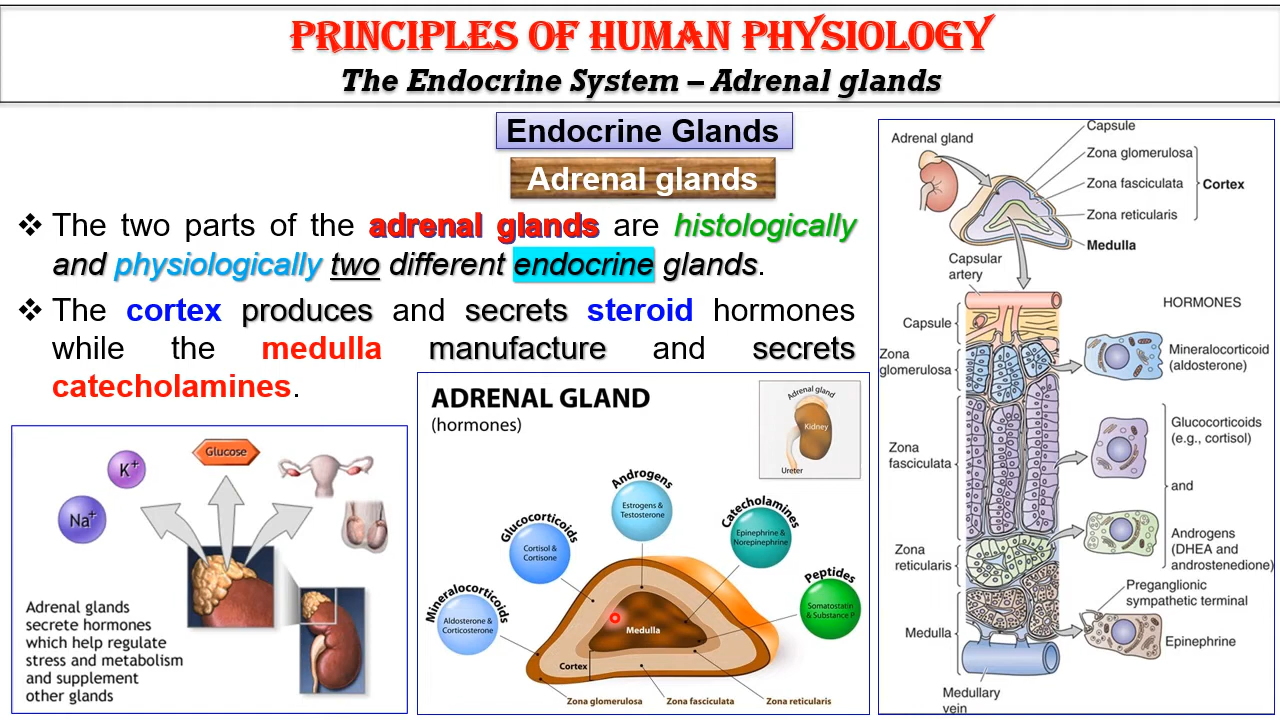 PRINCIPLES OF HUMAN PHYSIOLOGY
The Endocrine System – Adrenal glands
Endocrine Glands
Adrenal glands
❖ The two parts of the adrenal glands are histologically
and physiologically two different endocrine glands.
❖ The cortex produces and secrets steroid hormones
while the medulla manufacture and secrets
catecholamines.
Na+
K+
Glucose
Adrenal glands
secrete hormones
which help regulate
stress and metabolism
and supplement
other glands
ADRENAL GLAND
(hormones)
Adrenal gland
Kidney
Ureter
Mineralocorticoids
Aldosterone &
Corticosterone
Glucocorticoids
Cortisol &
Cortisone
Androgens
Estrogens &
Testosterone
Catecholamines
Epinephrine &
Norepinephrine
Peptides
Somatostatin
& Substance P
Medulla
Cortex
Zona glomerulosa
Zona fasciculata
Zona reticularis
Adrenal gland
Capsule
Zona glomerulosa
Zona fasciculata
Zona reticularis
Cortex
Medulla
Capsular
artery
HORMONES
Capsule
Zona
glomerulosa
Mineralocorticoid
(aldosterone)
Zona
fasciculata
Glucocorticoids
(e.g., cortisol)
and
Zona
reticularis
Androgens
(DHEA and
androstenedione)
Preganglionic
sympathetic terminal
Medulla
Epinephrine
Medullary
vein